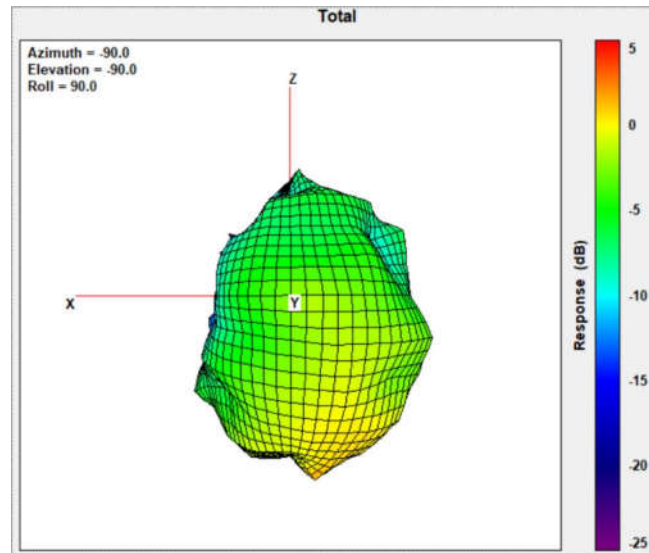 Total
Azimuth = -90.0
Elevation = -90.0
Roll = 90.0
Z
X
Y
5
0
-5
-10
-15
-20
-25
Response (dB)